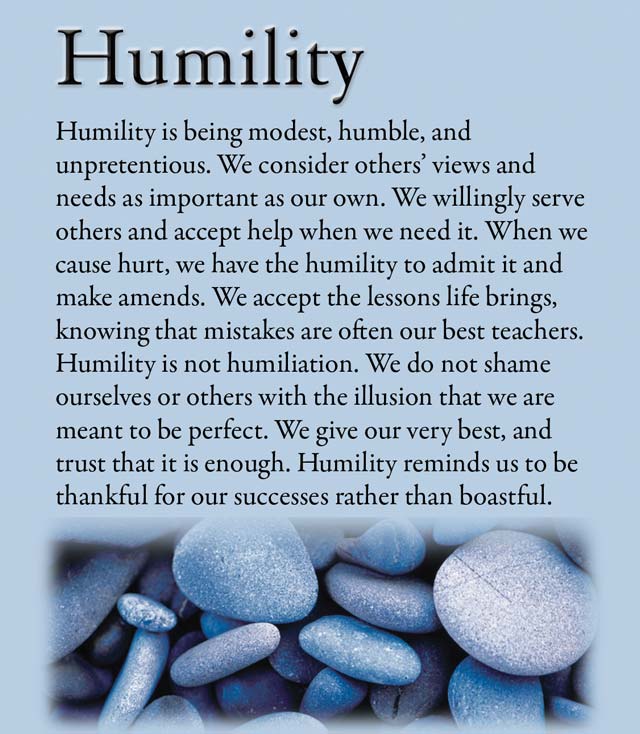 Humility
Humility is being modest, humble, and
unpretentious. We consider others’ views and
needs as important as our own. We willingly serve
others and accept help when we need it. When we
cause hurt, we have the humility to admit it and
make amends. We accept the lessons life brings,
knowing that mistakes are often our best teachers.
Humility is not humiliation. We do not shame
ourselves or others with the illusion that we are
meant to be perfect. We give our very best, and
trust that it is enough. Humility reminds us to be
thankful for our successes rather than boastful.